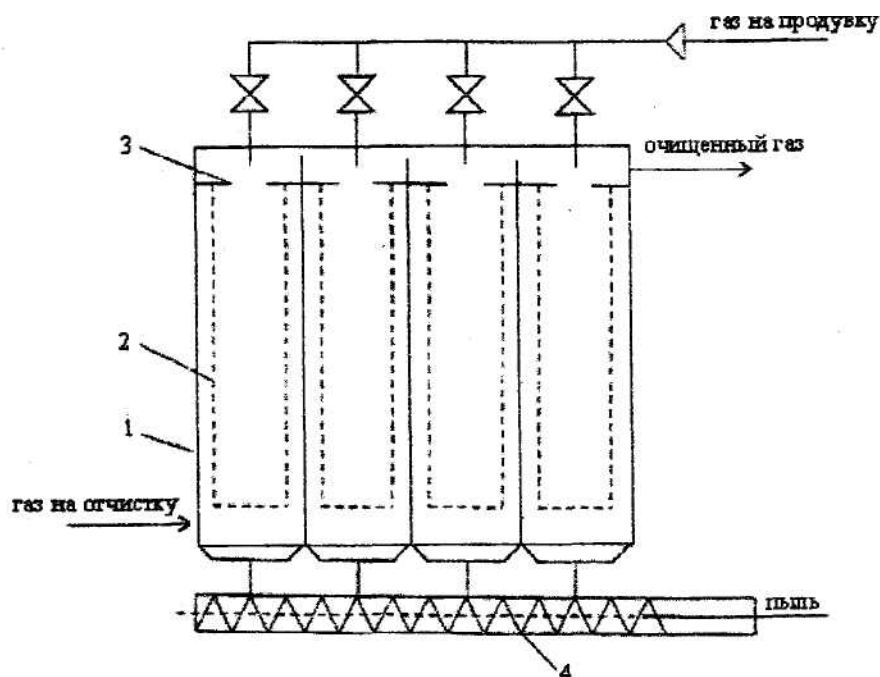 газ на продувку
очищенный газ
3
2
1
газ на отчистку
пыль
4